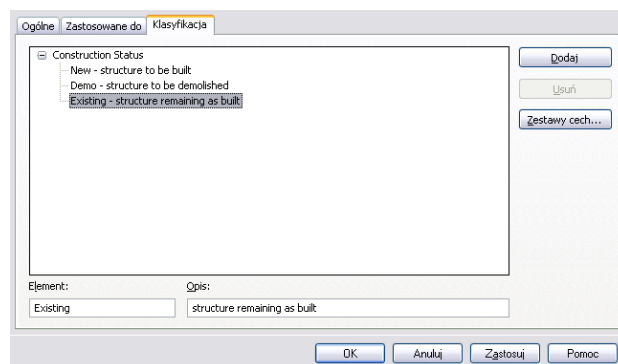 Ogólne Zastosowane do Klasyfikacja
Construction Status
New - structure to be built
Demo - structure to be demolished
Existing - structure remaining as built
Dodaj
Usuń
Zestawy cech...
Element: Opis:
Existing structure remaining as built
OK Anuluj Zastosuj Pomoc